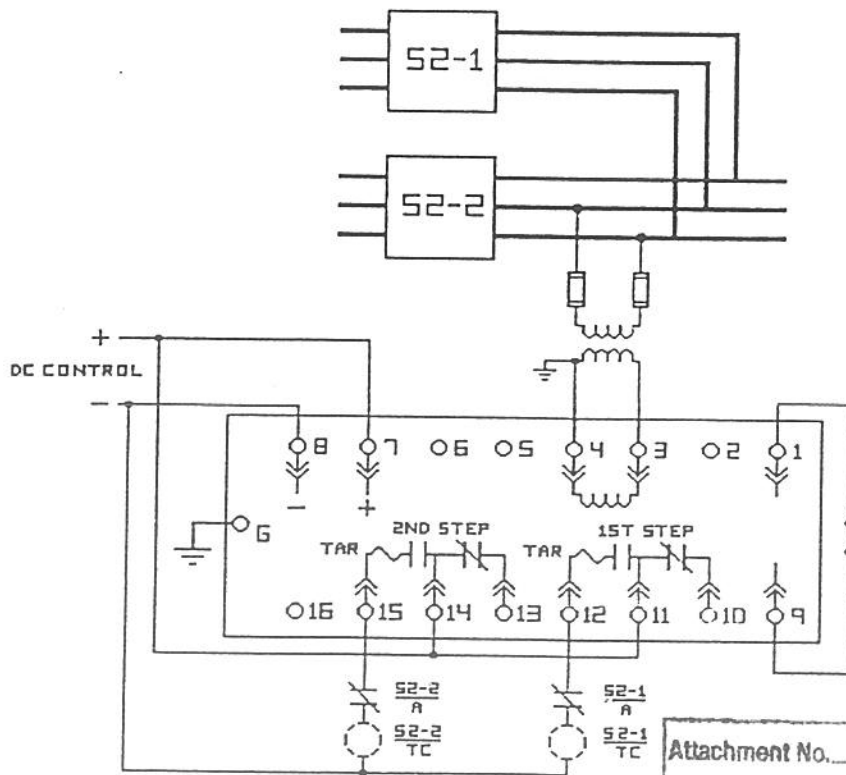 52-1
52-2
+
DC CONTROL
-
8 7 6 5 4 3 2 1
- +
G
2ND STEP 1ST STEP
TAR TAR
16 15 14 13 12 11 10 9
52-2
A
52-1
A
52-2
TC
52-1
TC
Attachment No.